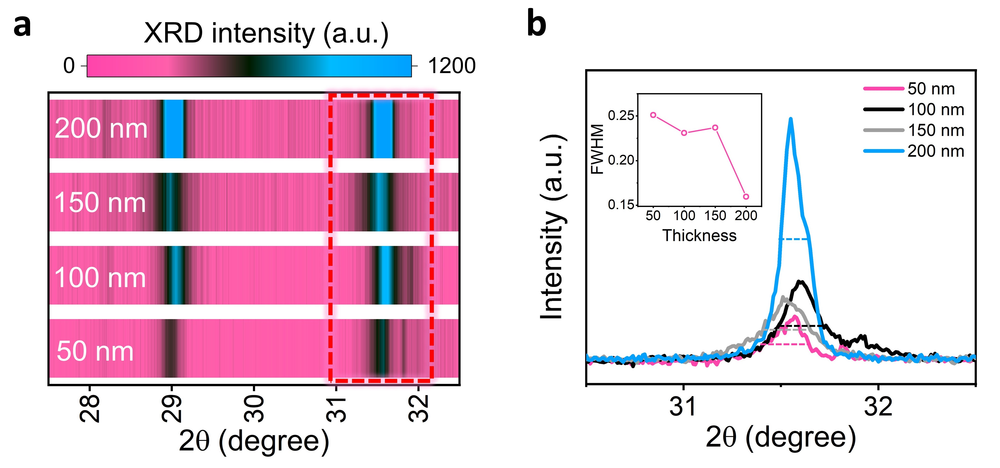 a
XRD intensity (a.u.)
0
1200
200 nm
150 nm
100 nm
50 nm
28
29
30
31
32
2θ (degree)
b
50 nm
100 nm
150 nm
200 nm
0.25
0.20
0.15
FWHM
50
100
150
200
Thickness
Intensity (a.u.)
31
32
2θ (degree)